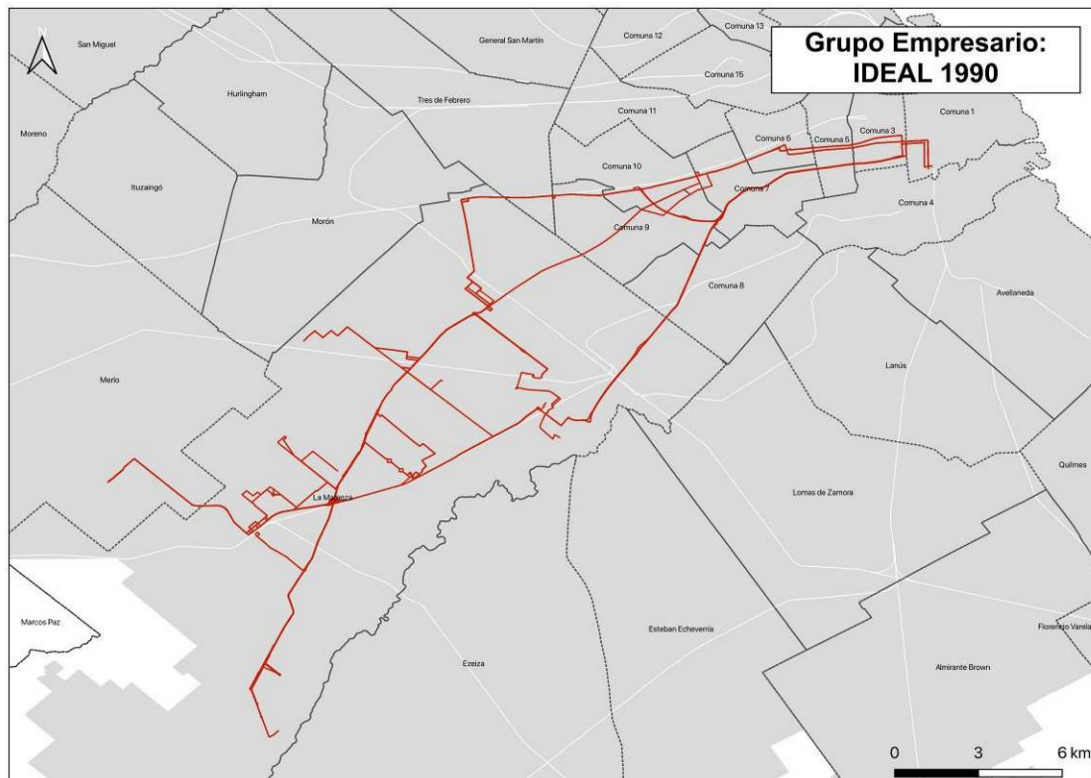 Grupo Empresario:
IDEAL 1990
N
San Miguel
General San Martín
Comuna 12
Comuna 13
Comuna 15
Hurlingham
Tres de Febrero
Comuna 11
Comuna 1
Moreno
Comuna 6
Comuna 5
Comuna 3
Comuna 10
Ituzaingó
Comuna 7
Comuna 4
Morón
Comuna 9
Comuna 8
Avellaneda
Lanús
Merlo
Quilmes
La Matanza
Lomas de Zamora
Marcos Paz
Esteban Echeverría
Florencio Varela
Ezeiza
Almirante Brown
0 3 6 km